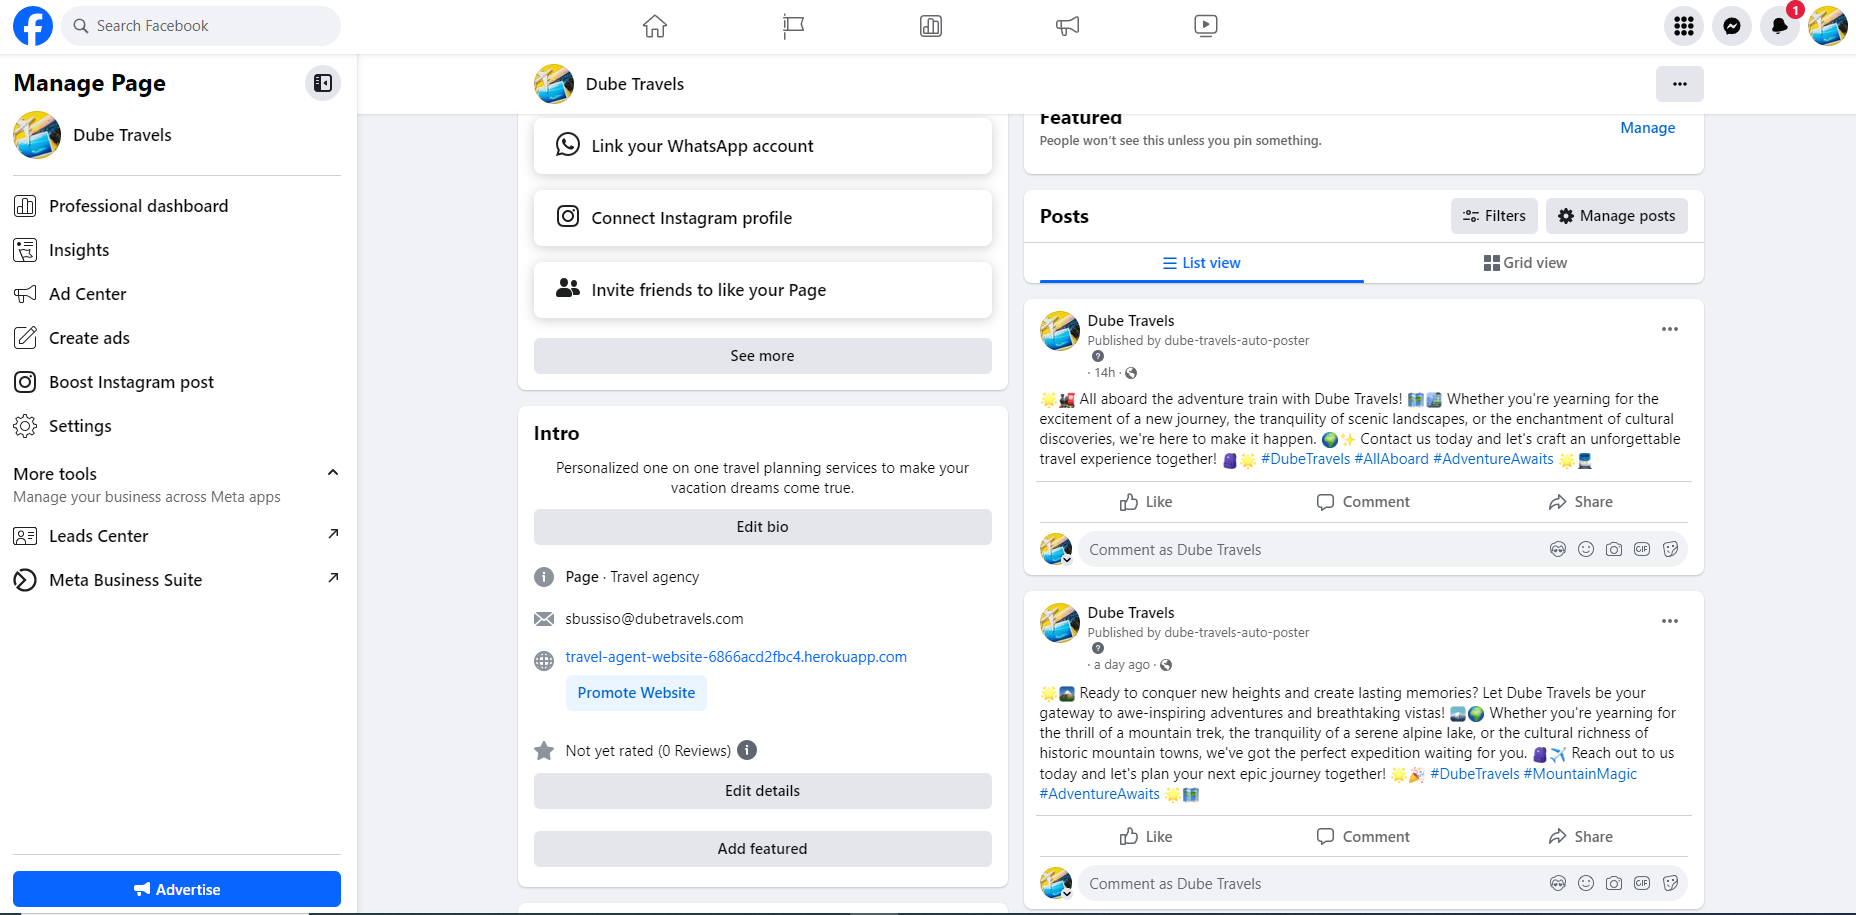 Search Facebook
1
Manage Page
Dube Travels
Professional dashboard
Insights
Ad Center
Create ads
Boost Instagram post
Settings
More tools
Manage your business across Meta apps
Leads Center
Meta Business Suite
Advertise
Dube Travels
Link your WhatsApp account
Connect Instagram profile
Invite friends to like your Page
See more
Intro
Personalized one on one travel planning services to make your
vacation dreams come true.
Edit bio
Page · Travel agency
sbussiso@dubetravels.com
travel-agent-website-6866acd2fbc4.herokuapp.com
Promote Website
Not yet rated (0 Reviews)
Edit details
Add featured
Featured
People won't see this unless you pin something.
Manage
Posts
Filters
Manage posts
List view
Grid view
Dube Travels
Published by dube-travels-auto-poster
· 14h ·
🌟🚂 All aboard the adventure train with Dube Travels! 🗺️🏞️ Whether you're yearning for the
excitement of a new journey, the tranquility of scenic landscapes, or the enchantment of cultural
discoveries, we're here to make it happen. 🌍✨ Contact us today and let's craft an unforgettable
travel experience together! 🎒🌟 #DubeTravels #AllAboard #AdventureAwaits 🌟🚆
Like
Comment
Share
Comment as Dube Travels
GIF
Dube Travels
Published by dube-travels-auto-poster
· a day ago ·
🌟🏔️ Ready to conquer new heights and create lasting memories? Let Dube Travels be your
gateway to awe-inspiring adventures and breathtaking vistas! 🗻🌍 Whether you're yearning for
the thrill of a mountain trek, the tranquility of a serene alpine lake, or the cultural richness of
historic mountain towns, we've got the perfect expedition waiting for you. 🎒✈️ Reach out to us
today and let's plan your next epic journey together! 🌟🎉 #DubeTravels #MountainMagic
#AdventureAwaits 🌟🗺️
Like
Comment
Share
Comment as Dube Travels
GIF